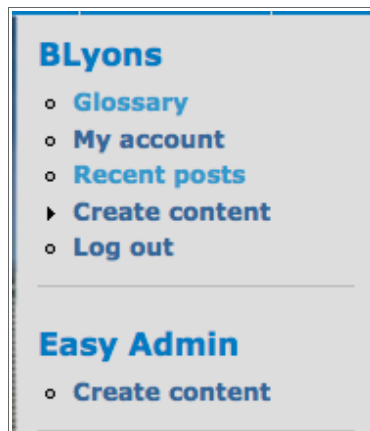 BLyons
Glossary
My account
Recent posts
Create content
Log out
Easy Admin
Create content